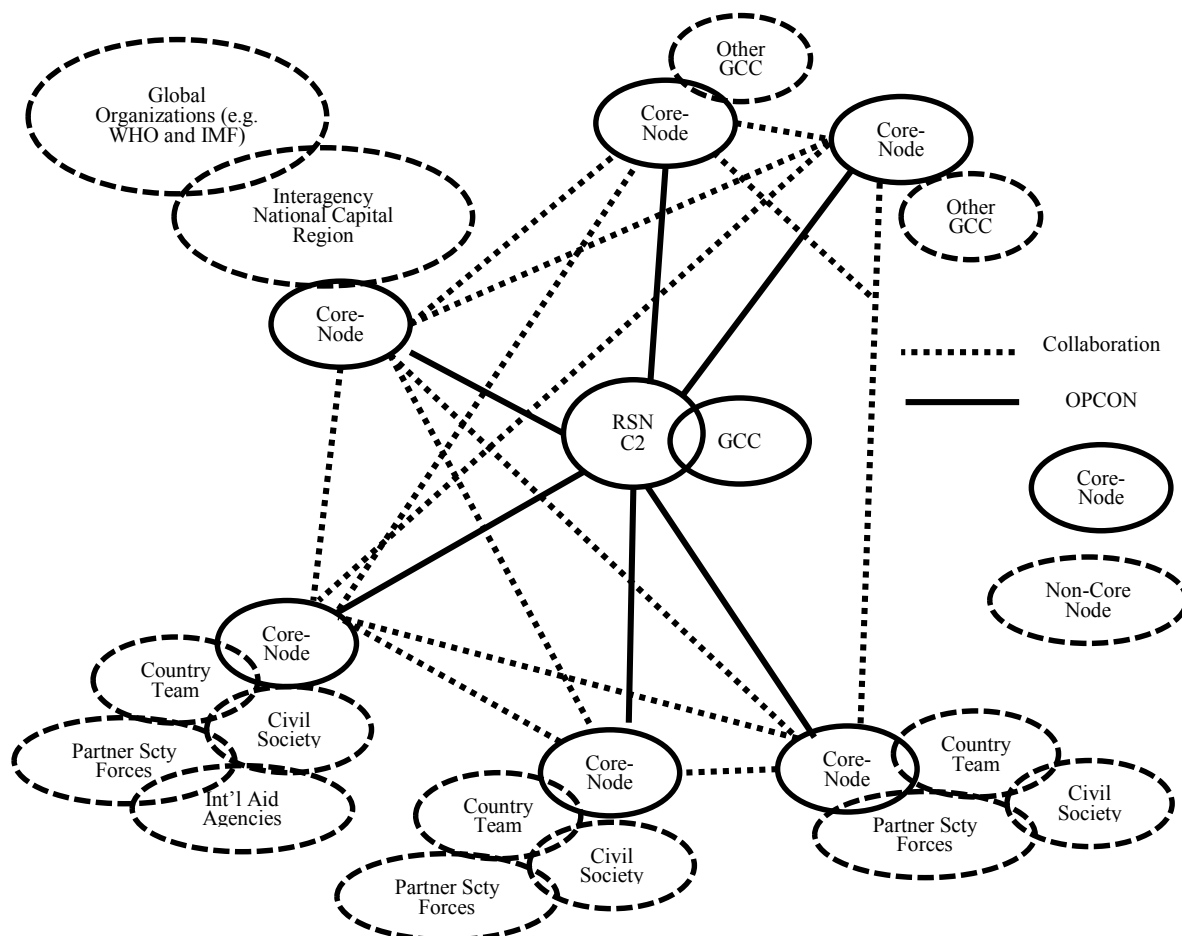 Other
GCC
Global
Organizations (e.g.
WHO and IMF)
Core-
Node
Core-
Node
Interagency
National Capital
Region
Other
GCC
Core-
Node
Collaboration
OPCON
RSN
C2
GCC
Core-
Node
Non-Core
Node
Core-
Node
Country
Team
Civil
Society
Partner Scty
Forces
Int'l Aid
Agencies
Core-
Node
Country
Team
Civil
Society
Partner Scty
Forces
Core-
Node
Country
Team
Civil
Society
Partner Scty
Forces